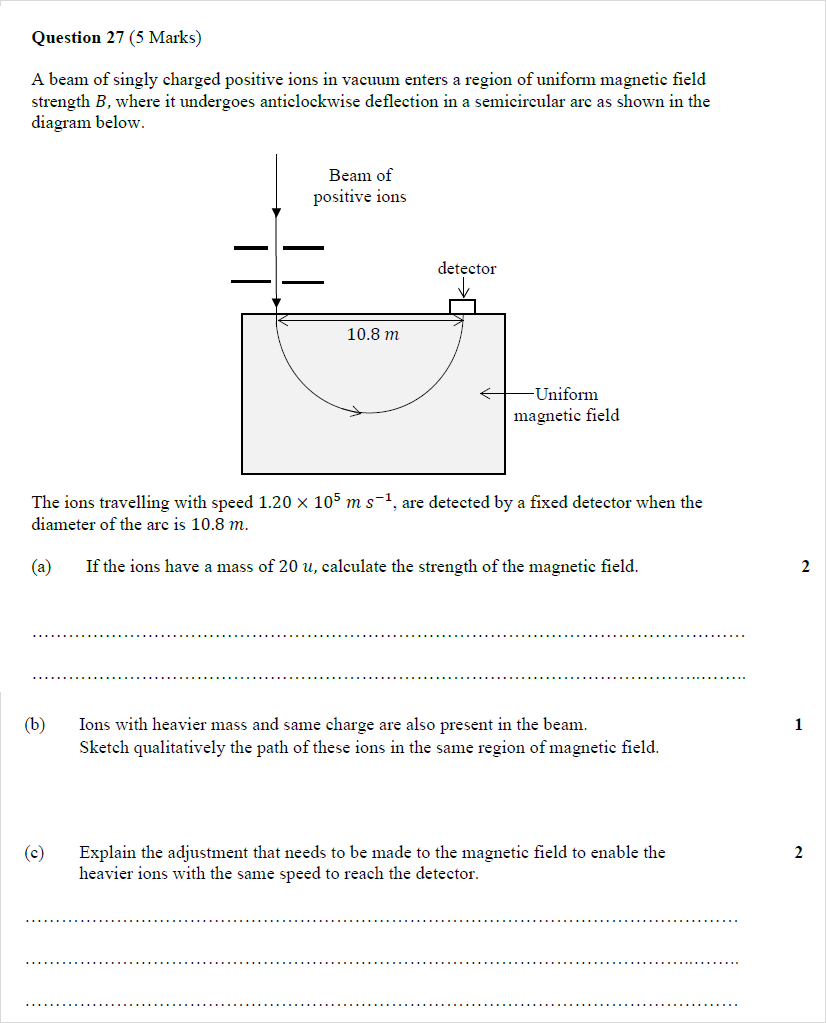 Question 27 (5 Marks)
A beam of singly charged positive ions in vacuum enters a region of uniform magnetic field
strength B, where it undergoes anticlockwise deflection in a semicircular arc as shown in the
diagram below.
Beam of
positive ions
detector
10.8 m
Uniform
magnetic field
The ions travelling with speed 1.20 × 10⁵ m s⁻¹, are detected by a fixed detector when the
diameter of the arc is 10.8 m.
(a) If the ions have a mass of 20 u, calculate the strength of the magnetic field. 2
(b) Ions with heavier mass and same charge are also present in the beam. 1
Sketch qualitatively the path of these ions in the same region of magnetic field.
(c) Explain the adjustment that needs to be made to the magnetic field to enable the 2
heavier ions with the same speed to reach the detector.